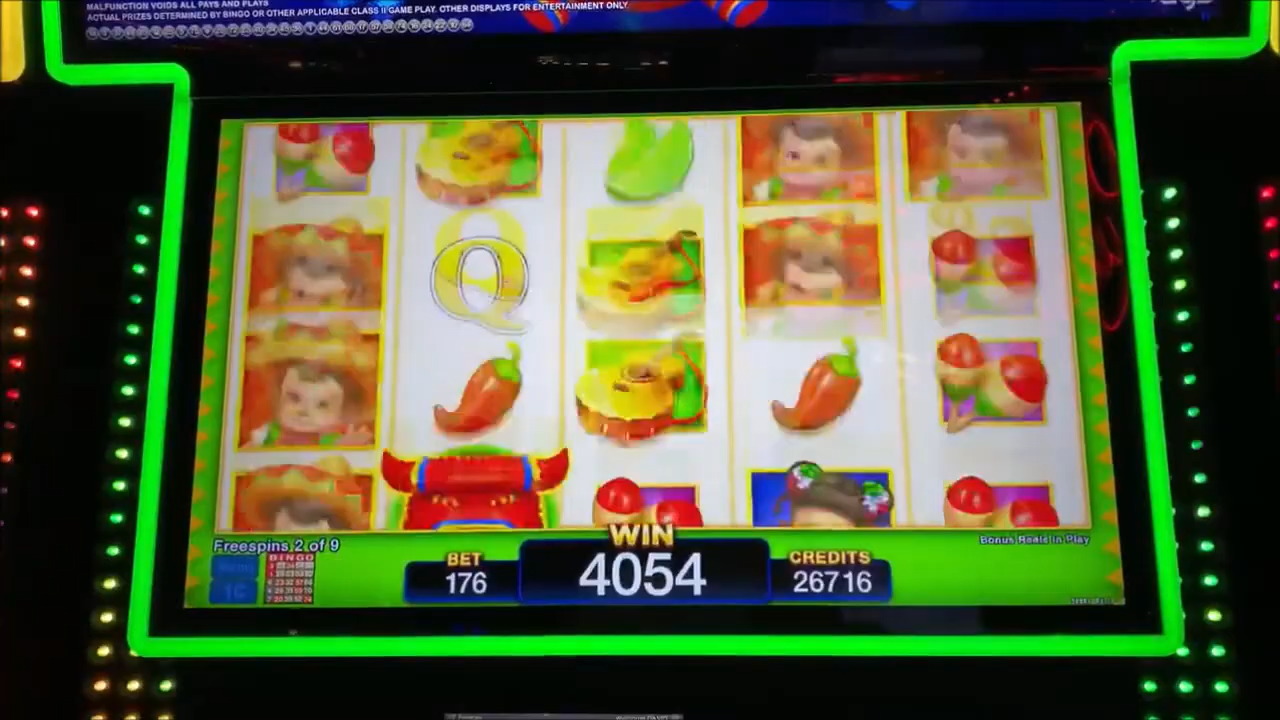 MALFUNCTION VOIDS ALL PAYS AND PLAYS
ACTUAL PRIZES DETERMINED BY BINGO OR OTHER APPLICABLE CLASS II GAME PLAY. OTHER DISPLAYS FOR ENTERTAINMENT ONLY.
Q
Freespins 2 of 9
Bonus Reels in Play
BINGO
1¢
BET
176
WIN
4054
CREDITS
26716